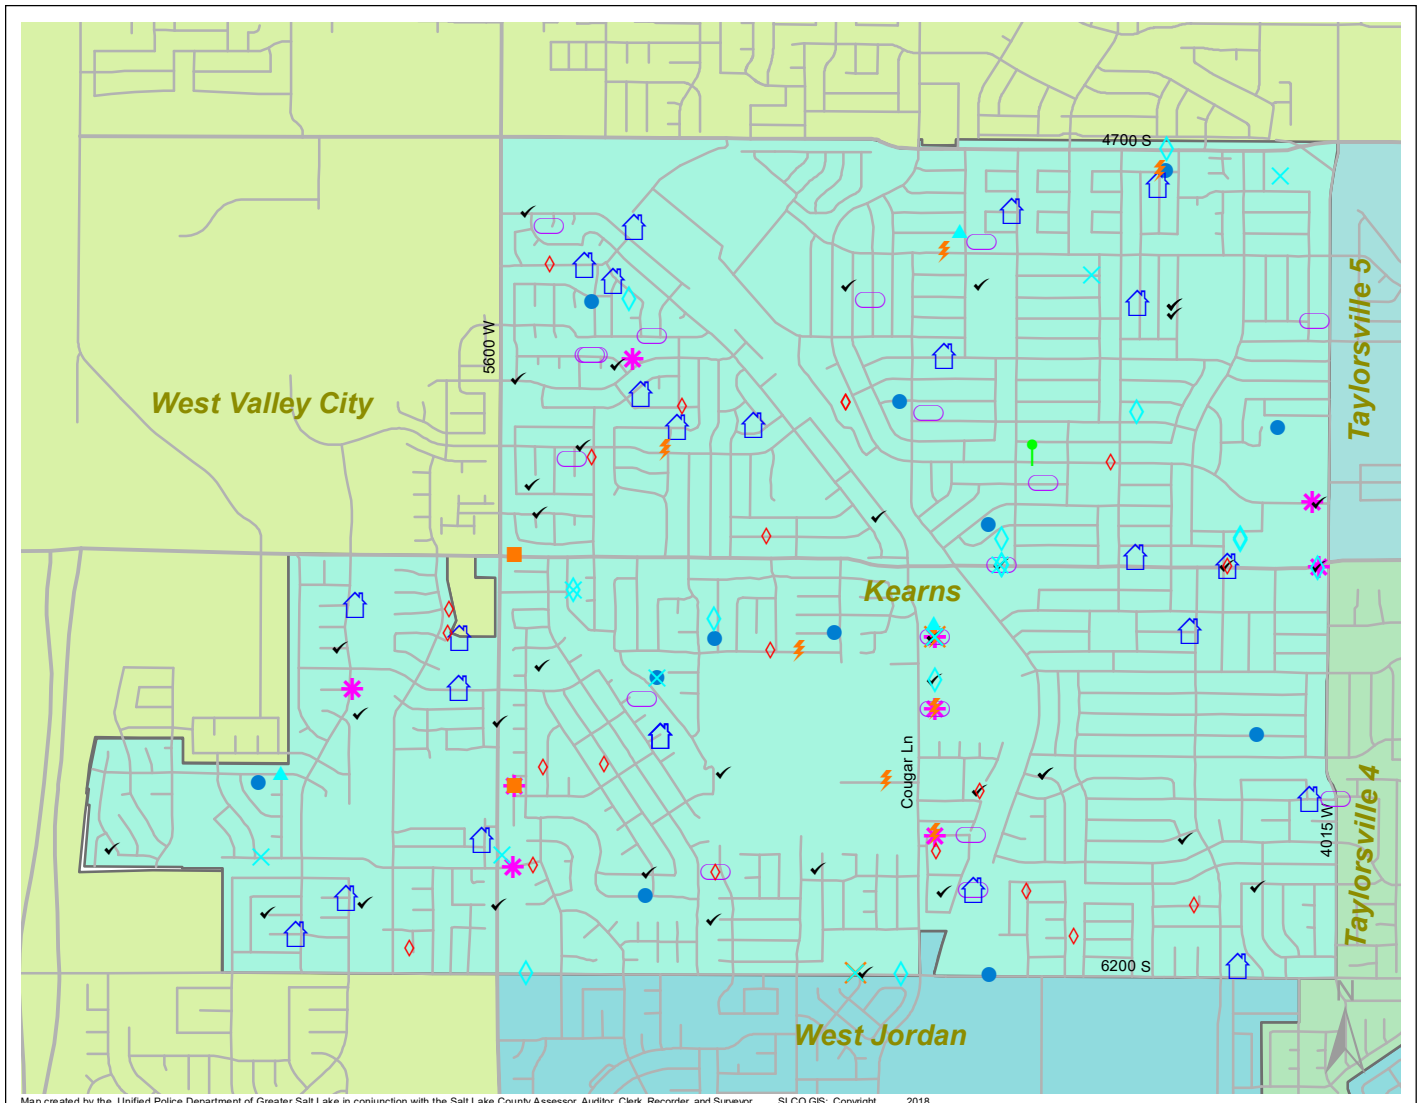 4700 S
Taylorsville 5
5600 W
West Valley City
Kearns
Cougar Ln
Taylorsville 4
4015 W
6200 S
N
West Jordan
Map created by the Unified Police Department of Greater Salt Lake in conjunction with the Salt Lake County Assessor, Auditor, Clerk, Recorder, and Surveyor. SLCO GIS: Copyright 2018